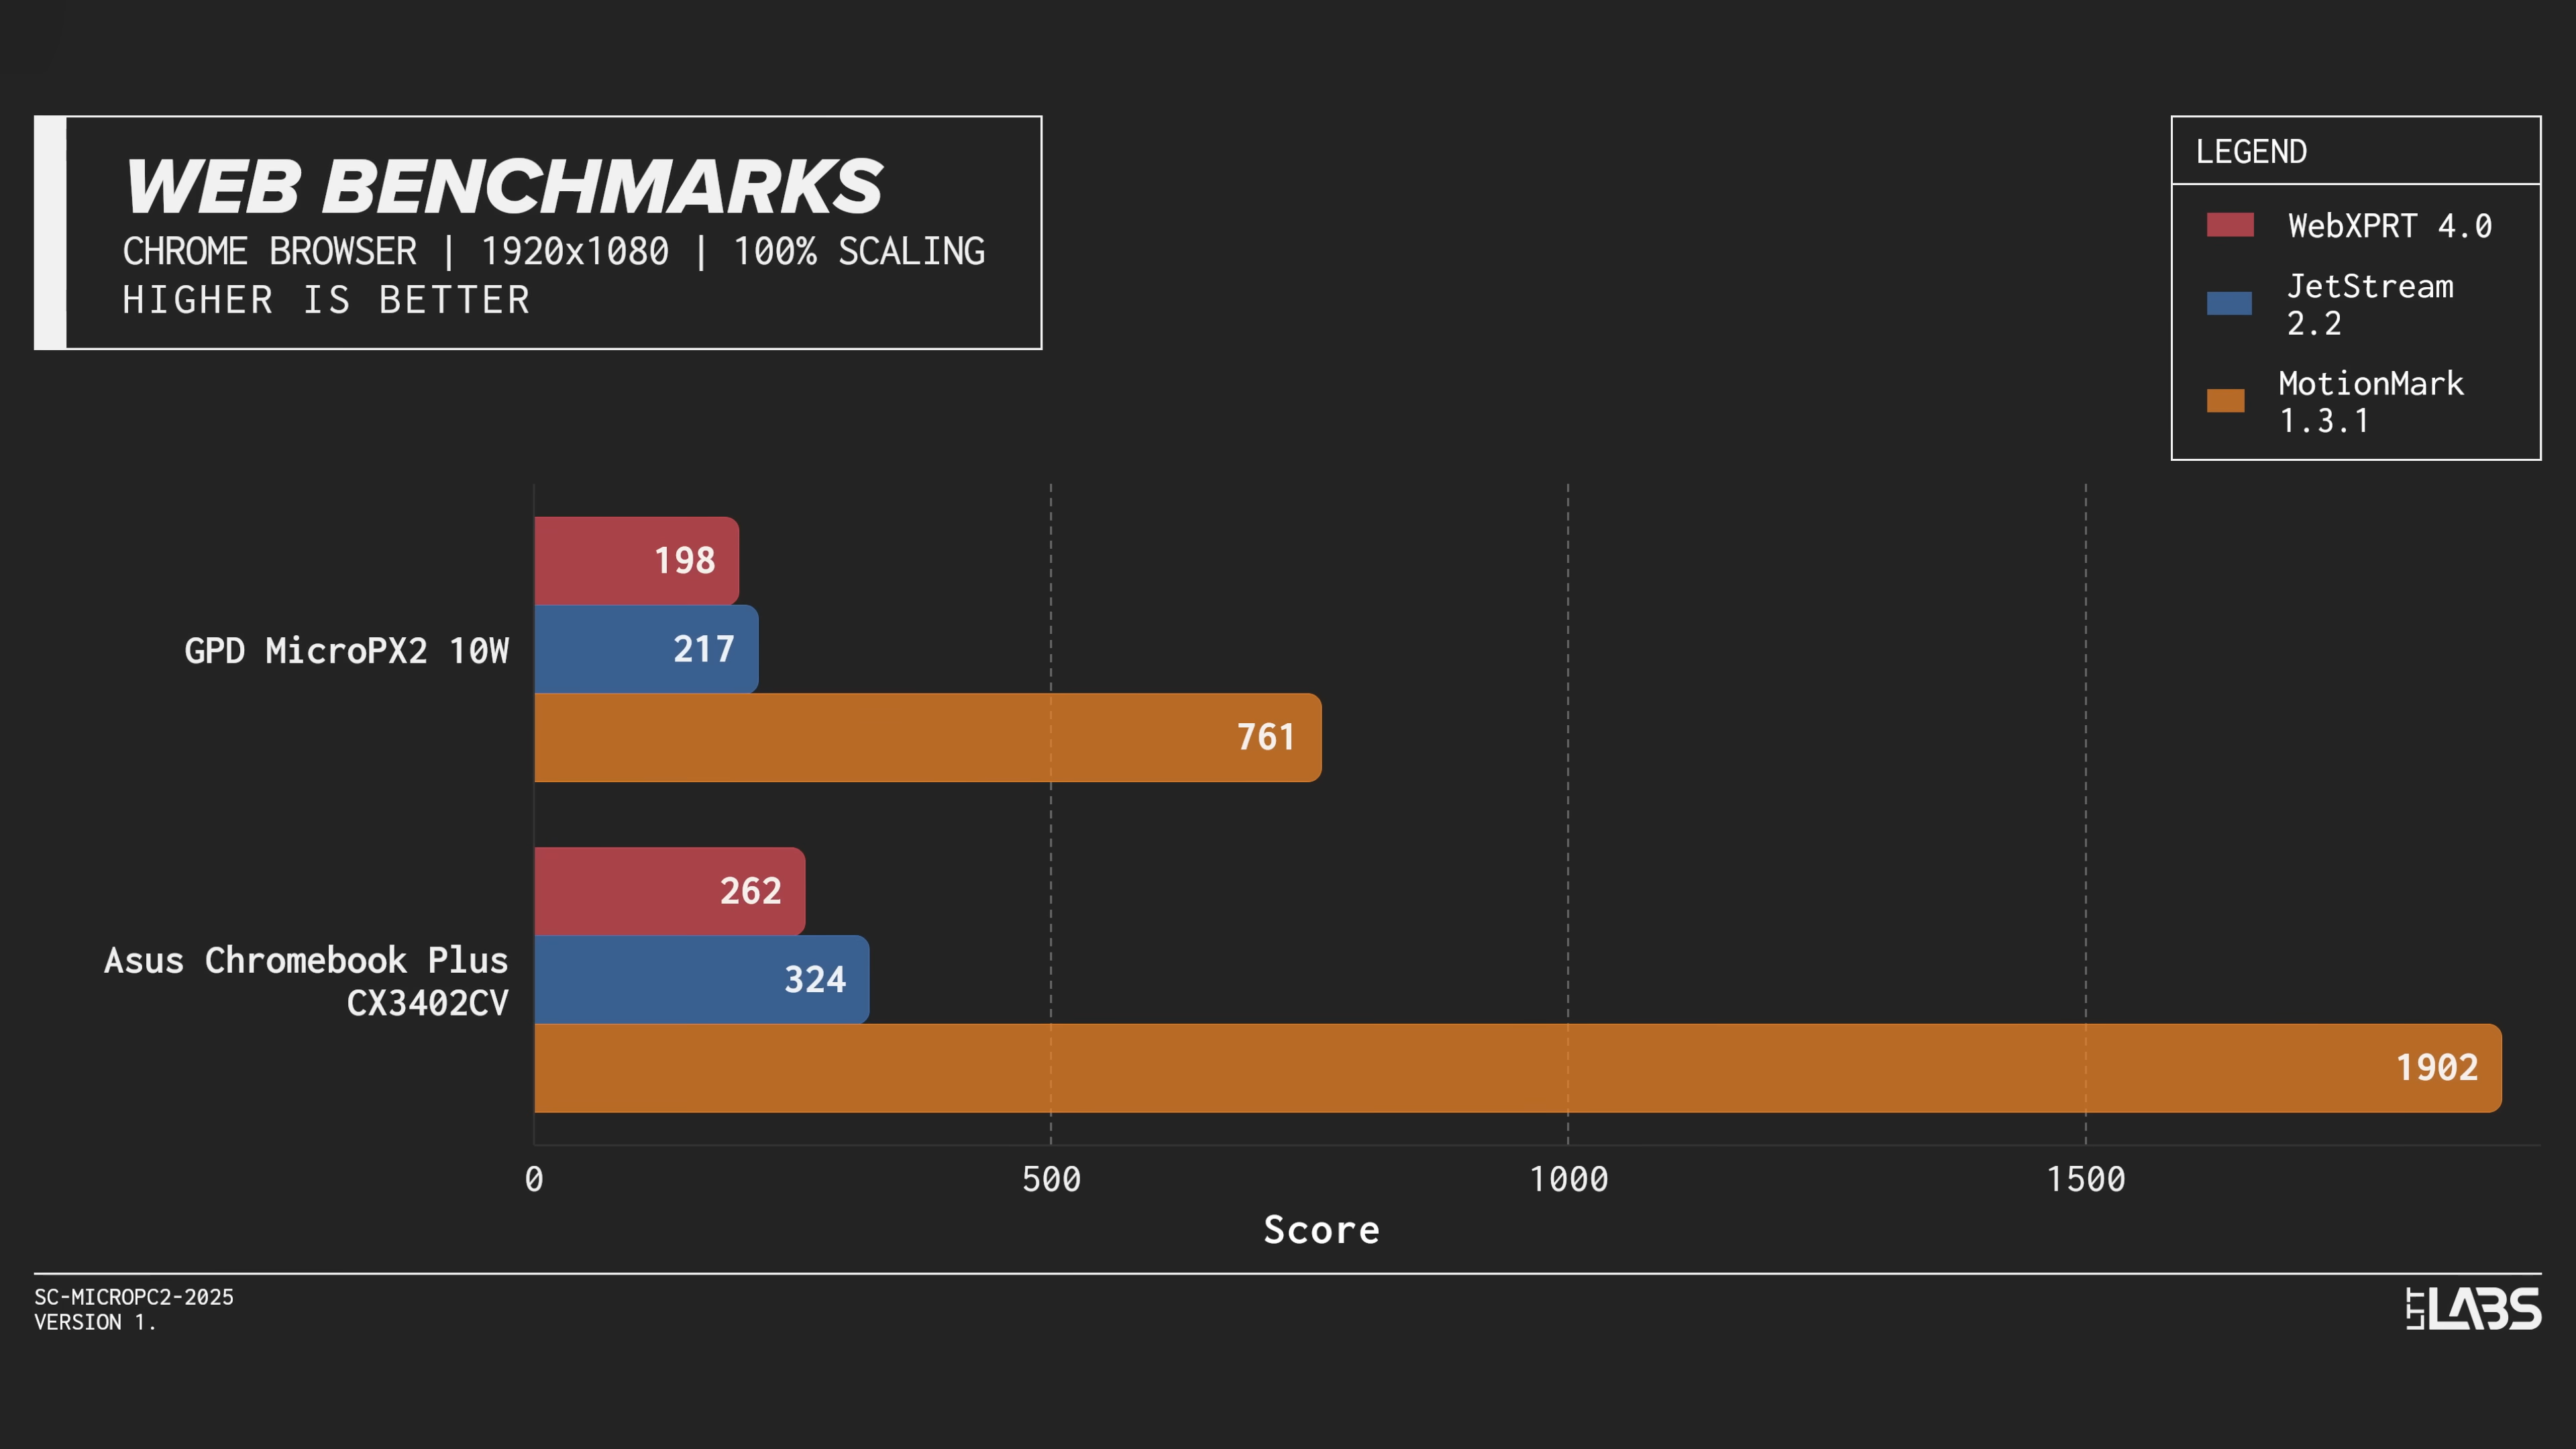 WEB BENCHMARKS
CHROME BROWSER | 1920x1080 | 100% SCALING
HIGHER IS BETTER
LEGEND
WebXPRT 4.0
JetStream
2.2
MotionMark
1.3.1
GPD MicroPX2 10W
198
217
761
Asus Chromebook Plus
CX3402CV
262
324
1902
0 500 1000 1500
Score
SC-MICROPC2-2025
VERSION 1.
LTT LABS